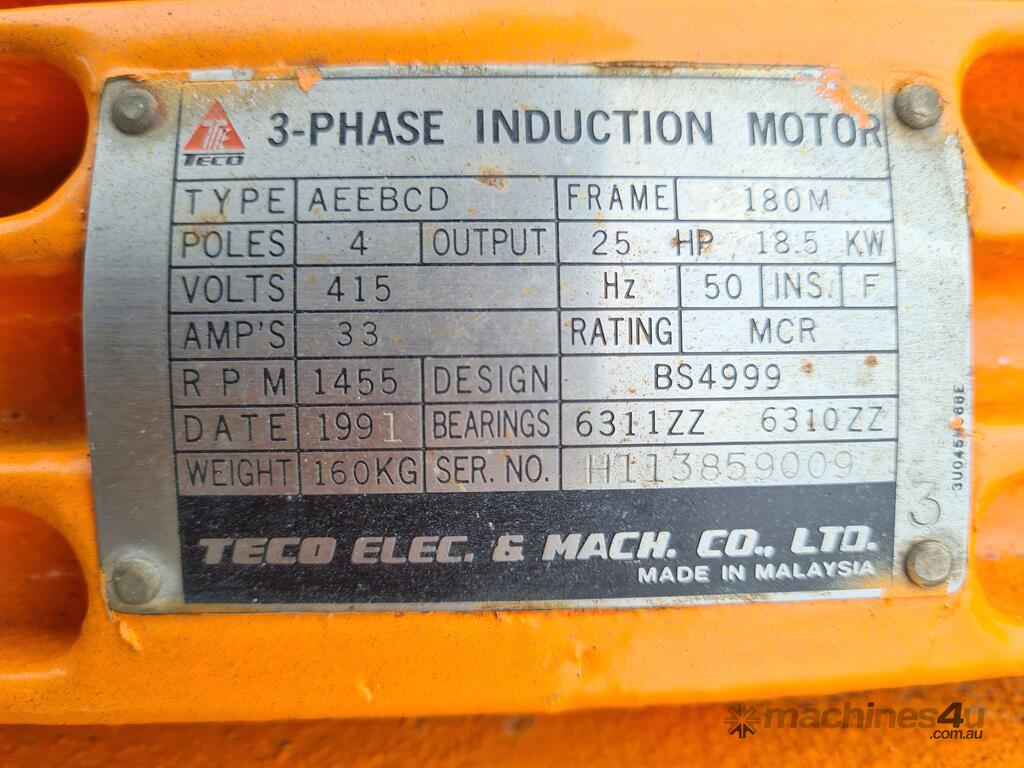 TECO
3-PHASE INDUCTION MOTOR
TYPE AEEBCD FRAME 180M
POLES 4 OUTPUT 25 HP 18.5 KW
VOLTS 415 Hz 50 INS. F
AMP'S 33 RATING MCR
RPM 1455 DESIGN BS4999
DATE 1991 BEARINGS 6311ZZ 6310ZZ
WEIGHT 160KG SER. NO. H113859009
TECO ELEC. & MACH. CO., LTD.
MADE IN MALAYSIA
3
machines4u
.com.au